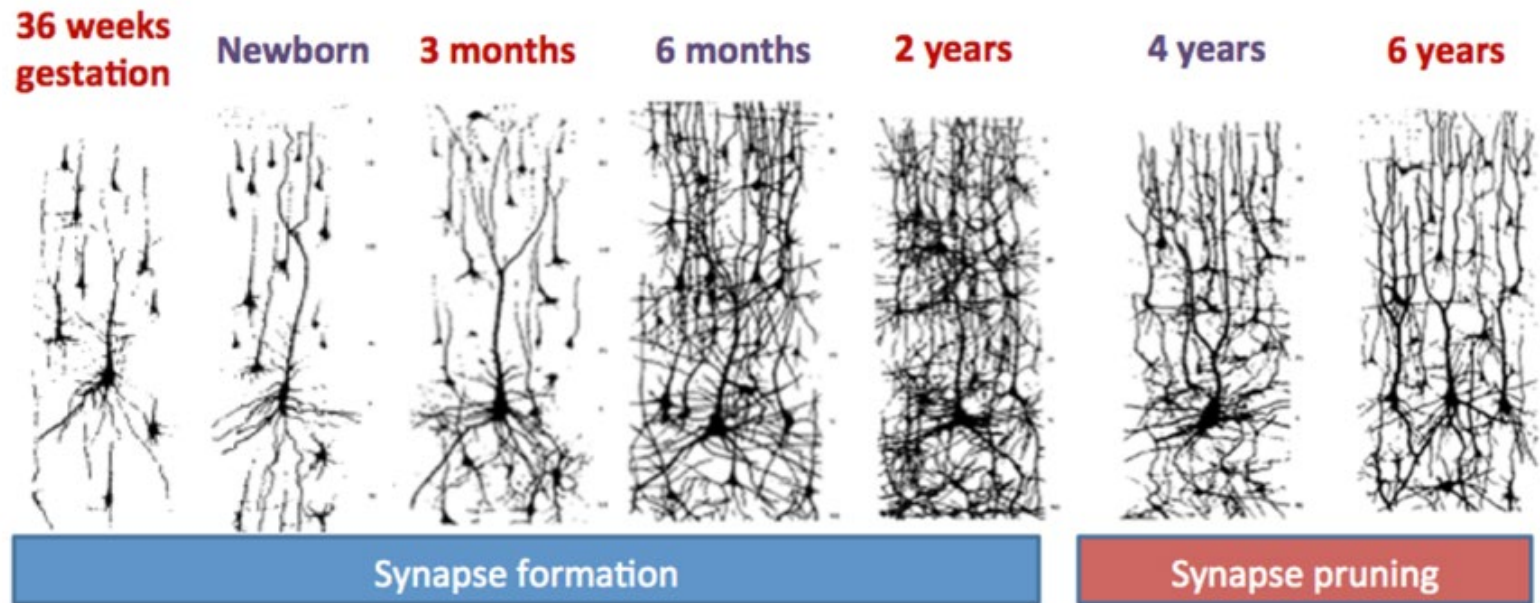 36 weeks
gestation
Newborn
3 months
6 months
2 years
4 years
6 years
Synapse formation
Synapse pruning